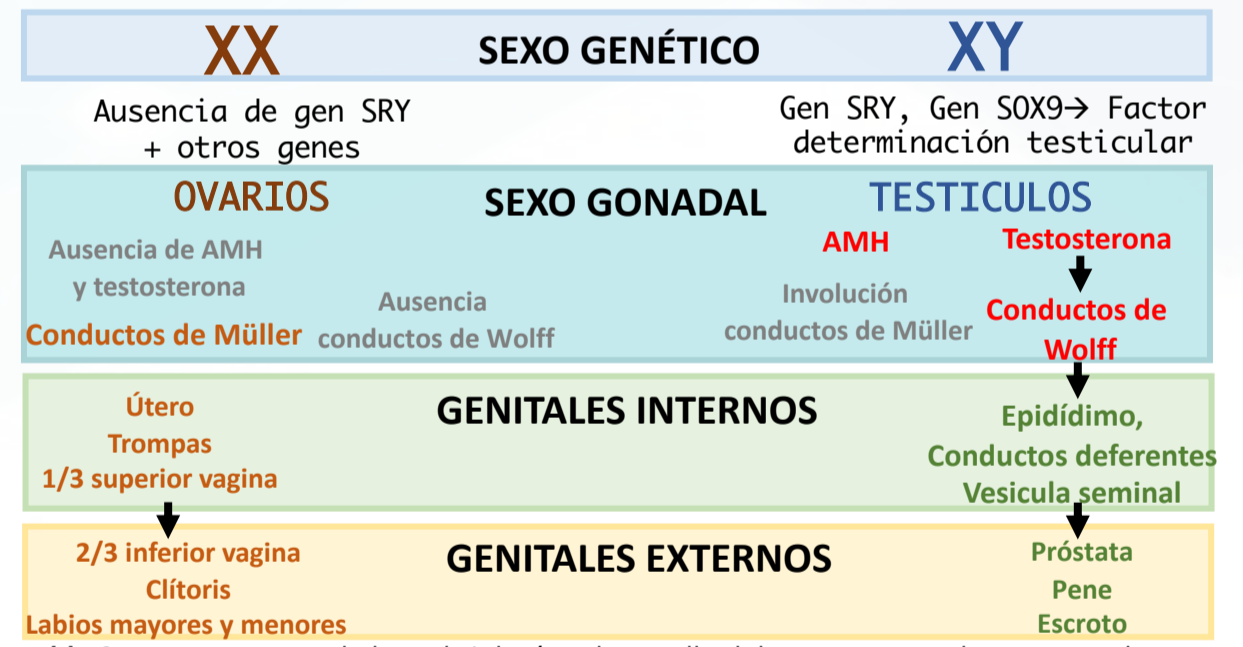 XX SEXO GENÉTICO XY
Ausencia de gen SRY
+ otros genes
Gen SRY, Gen SOX9→ Factor
determinación testicular
OVARIOS SEXO GONADAL TESTICULOS
Ausencia de AMH
y testosterona
Conductos de Müller
Ausencia
conductos de Wolff
AMH
Involución
conductos de Müller
Testosterona
Conductos de
Wolff
Útero
Trompas
1/3 superior vagina
GENITALES INTERNOS
Epidídimo,
Conductos deferentes
Vesicula seminal
2/3 inferior vagina
Clítoris
Labios mayores y menores
GENITALES EXTERNOS
Próstata
Pene
Escroto